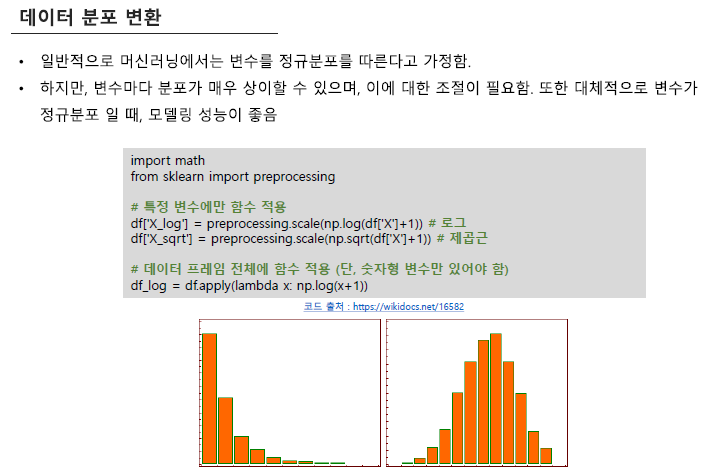 데이터 분포 변환
• 일반적으로 머신러닝에서는 변수를 정규분포를 따른다고 가정함.
• 하지만, 변수마다 분포가 매우 상이할 수 있으며, 이에 대한 조절이 필요함. 또한 대체적으로 변수가
정규분포 일 때, 모델링 성능이 좋음
import math
from sklearn import preprocessing
# 특정 변수에만 함수 적용
df['X_log'] = preprocessing.scale(np.log(df['X']+1)) # 로그
df['X_sqrt'] = preprocessing.scale(np.sqrt(df['X']+1)) # 제곱근
# 데이터 프레임 전체에 함수 적용 (단, 숫자형 변수만 있어야 함)
df_log = df.apply(lambda x: np.log(x+1))
코드 출처 : https://wikidocs.net/16582